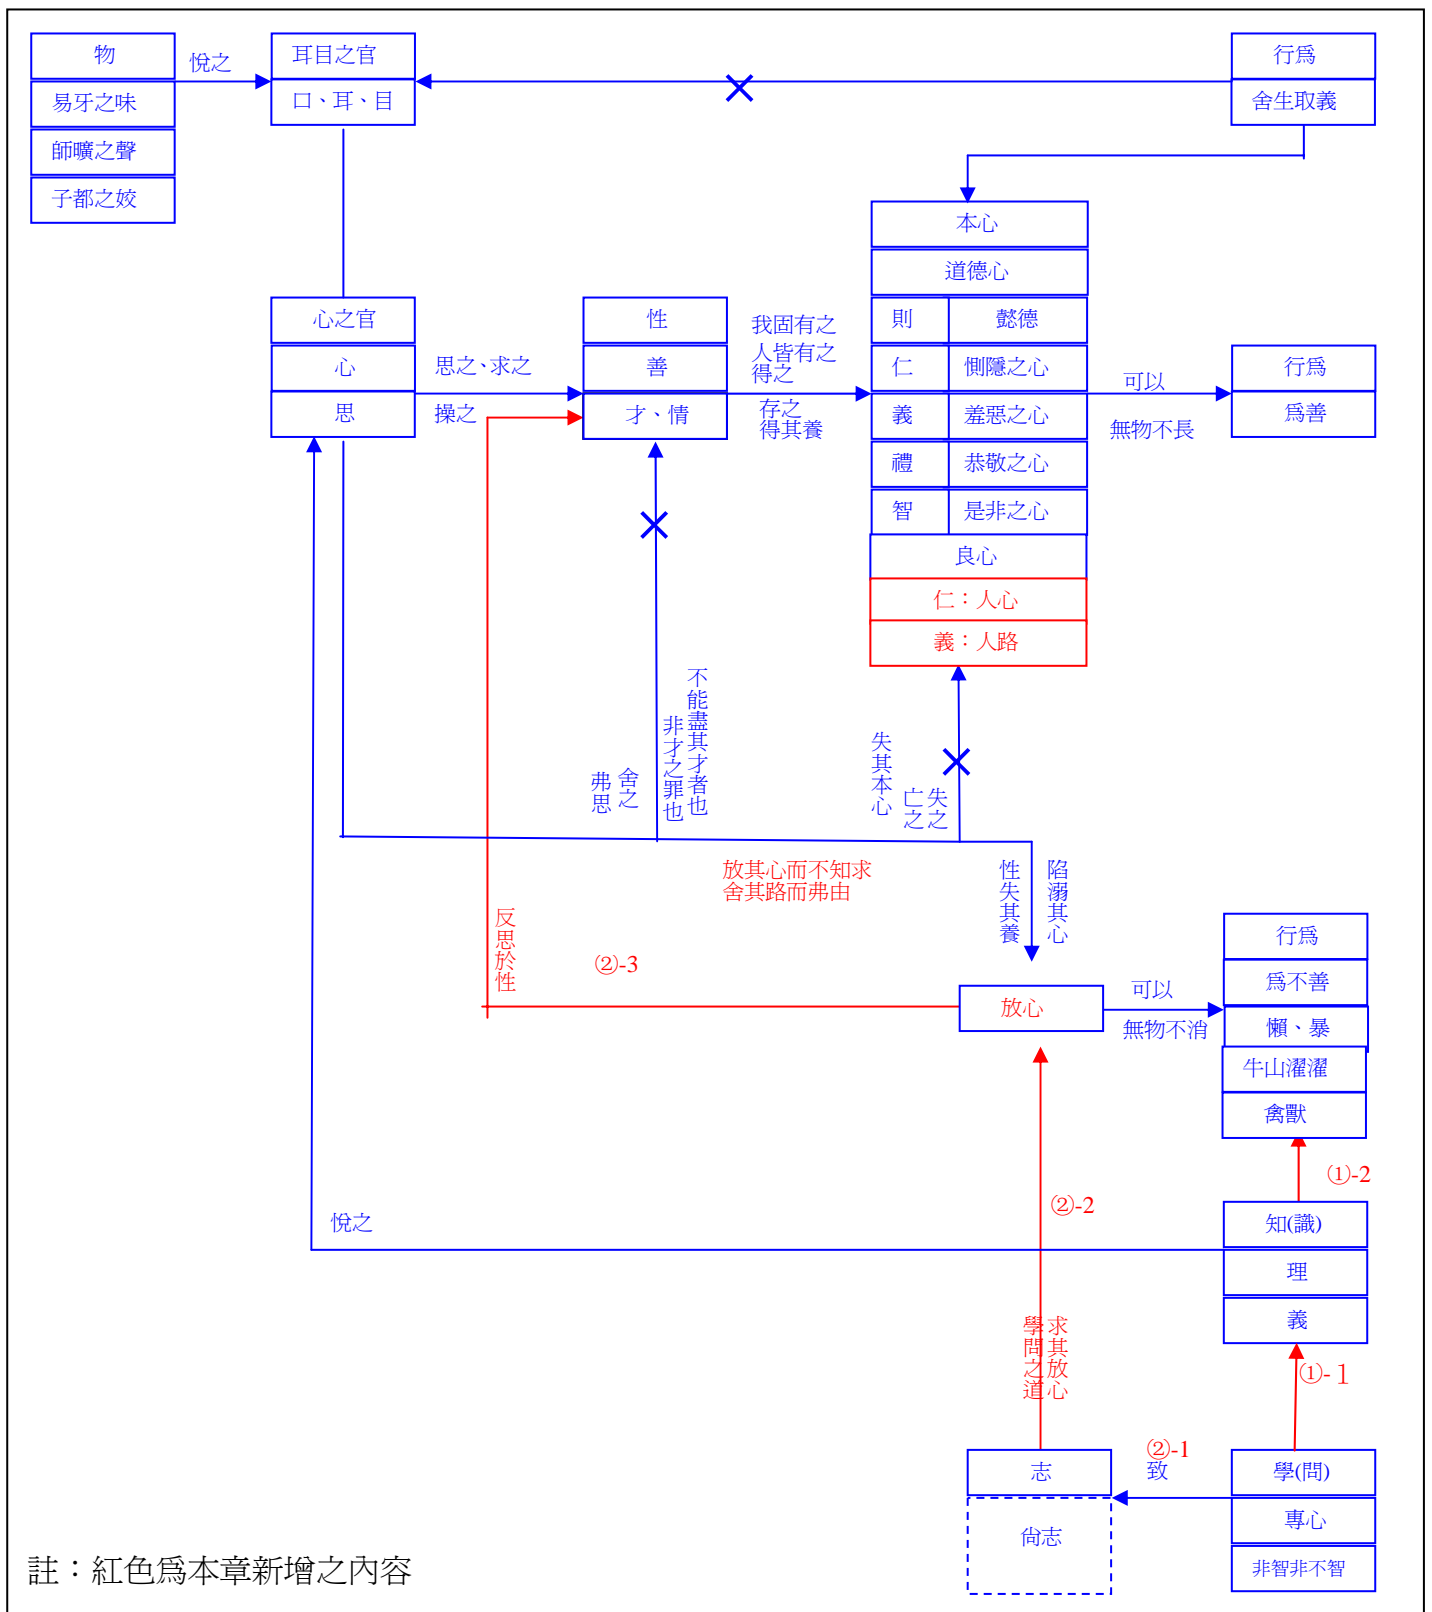 物
易牙之味
師曠之聲
子都之姣
悅之
耳目之官
口、耳、目
行爲
舍生取義
本心
道德心
則
懿德
仁
惻隱之心
義
羞惡之心
禮
恭敬之心
智
是非之心
良心
仁：人心
義：人路
心之官
心
思
思之、求之
操之
性
善
才、情
我固有之
人皆有之
得之
存之
得其養
可以
無物不長
行爲
爲善
不能盡其才者也
非才之罪也
舍之
弗思
失其本心
失之
亡之
放其心而不知求
舍其路而弗由
陷溺其心
性失其養
反思於性
②-3
放心
可以
無物不消
行爲
爲不善
懶、暴
牛山濯濯
禽獸
①-2
知(識)
理
義
悅之
②-2
求其放心
學問之道
①-１
②-1
致
志
尙志
學(問)
專心
非智非不智
註：紅色爲本章新增之內容